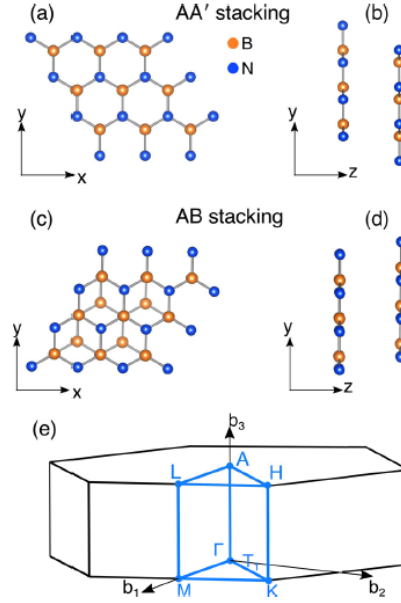 (a) AA′ stacking (b)
B
N
y
x
y
z
(c) AB stacking (d)
y
x
y
z
(e)
b3
A
L H
Γ T1
b1 M K b2